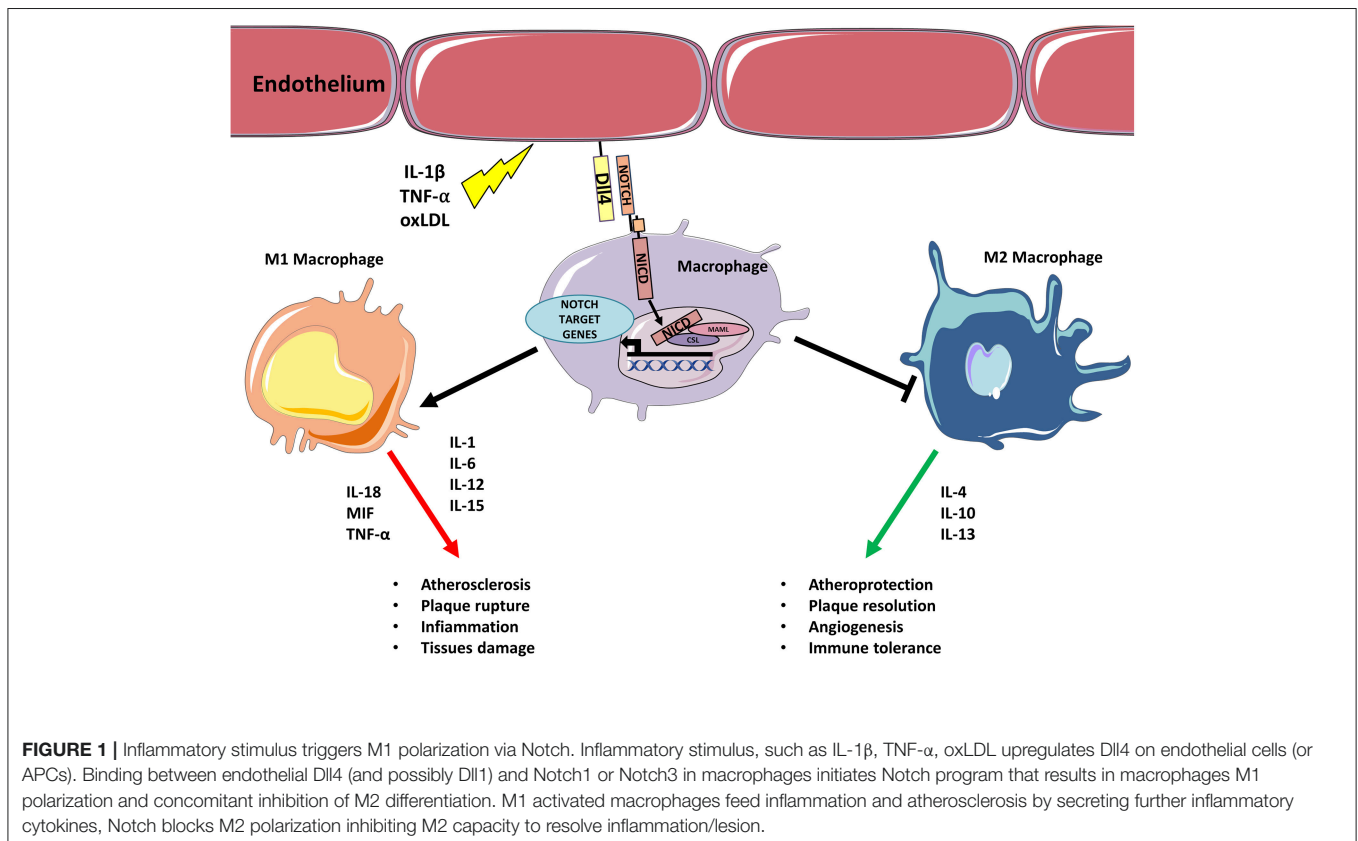 Endothelium
IL-1β
TNF-α
oxLDL
Dll4
NOTCH
NICD
M1 Macrophage
Macrophage
M2 Macrophage
NOTCH
TARGET
GENES
NICD
MAML
CSL
IL-1
IL-6
IL-12
IL-15
IL-18
MIF
TNF-α
IL-4
IL-10
IL-13
• Atherosclerosis
• Plaque rupture
• Infiammation
• Tissues damage
• Atheroprotection
• Plaque resolution
• Angiogenesis
• Immune tolerance
FIGURE 1 | Inflammatory stimulus triggers M1 polarization via Notch. Inflammatory stimulus, such as IL-1β, TNF-α, oxLDL upregulates Dll4 on endothelial cells (or
APCs). Binding between endothelial Dll4 (and possibly Dll1) and Notch1 or Notch3 in macrophages initiates Notch program that results in macrophages M1
polarization and concomitant inhibition of M2 differentiation. M1 activated macrophages feed inflammation and atherosclerosis by secreting further inflammatory
cytokines, Notch blocks M2 polarization inhibiting M2 capacity to resolve inflammation/lesion.